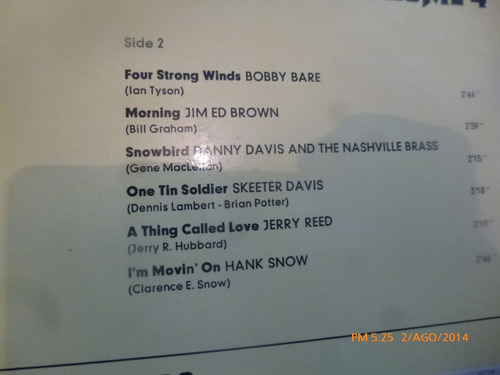 Side 2
Four Strong Winds BOBBY BARE
(Ian Tyson)
2'44"
Morning JIM ED BROWN
(Bill Graham)
2'59"
Snowbird DANNY DAVIS AND THE NASHVILLE BRASS
(Gene MacLellan)
2'15"
One Tin Soldier SKEETER DAVIS
(Dennis Lambert - Brian Potter)
3'18"
A Thing Called Love JERRY REED
(Jerry R. Hubbard)
I'm Movin' On HANK SNOW
(Clarence E. Snow)
PM 5:25 2/AGO/2014